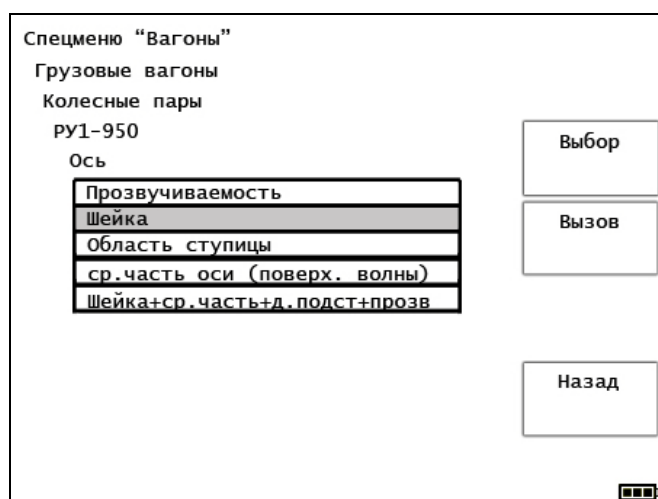 Спецменю “Вагоны”
Грузовые вагоны
Колесные пары
РУ1-950
Ось
Прозвучиваемость
Шейка
Область ступицы
ср.часть оси (поверх. волны)
Шейка+ср.часть+д.подст+прозв
Выбор
Вызов
Назад